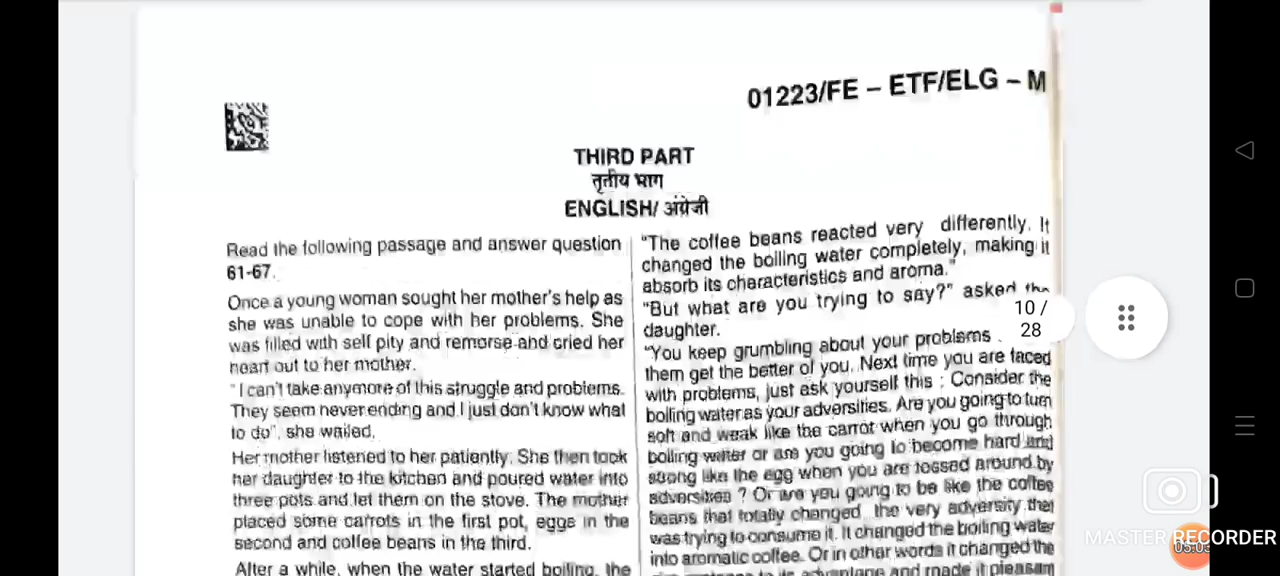 01223/FE – ETF/ELG – M
THIRD PART
तृतीय भाग
ENGLISH/ अंग्रेजी
Read the following passage and answer question
61-67.
Once a young woman sought her mother's help as
she was unable to cope with her problems. She
was filled with self pity and remorse and cried her
heart out to her mother.
"I can't take anymore of this struggle and problems.
They seem never ending and I just don't know what
to do", she wailed.
Her mother listened to her patiently. She then took
her daughter to the kitchen and poured water into
three pots and let them on the stove. The mother
placed some carrots in the first pot, eggs in the
second and coffee beans in the third.
After a while, when the water started boiling, the
"The coffee beans reacted very differently. It
changed the boiling water completely, making it
absorb its characteristics and aroma."
"But what are you trying to say?" asked the
daughter.
"You keep grumbling about your problems
them get the better of you. Next time you are faced
with problems, just ask yourself this : Consider the
boiling water as your adversities. Are you going to turn
soft and weak like the carrot when you go through
boiling water or are you going to become hard and
strong like the egg when you are tossed around by
adversities ? Or are you going to be like the coffee
beans that totally changed the very adversity that
was trying to consume it. It changed the boiling water
into aromatic coffee. Or in other words it changed the
to its advantage and made it pleasant
10 /
28
MASTER RECORDER
05:03